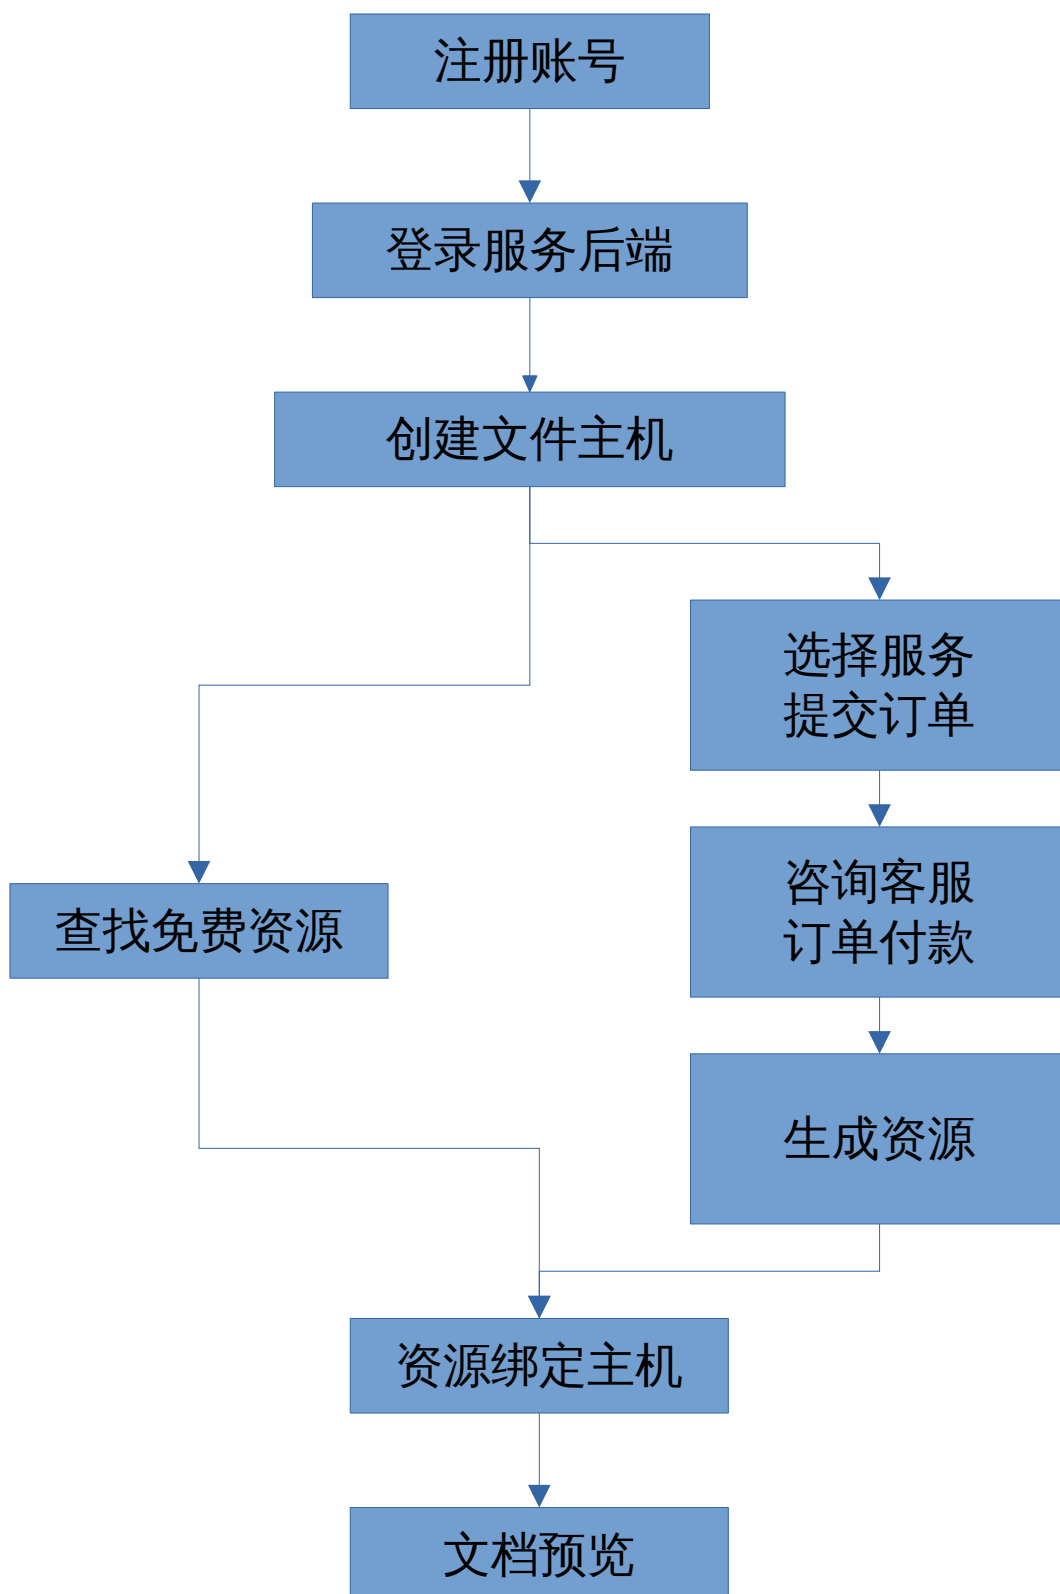 注册账号
登录服务后端
创建文件主机
选择服务
提交订单
咨询客服
订单付款
查找免费资源
生成资源
资源绑定主机
文档预览